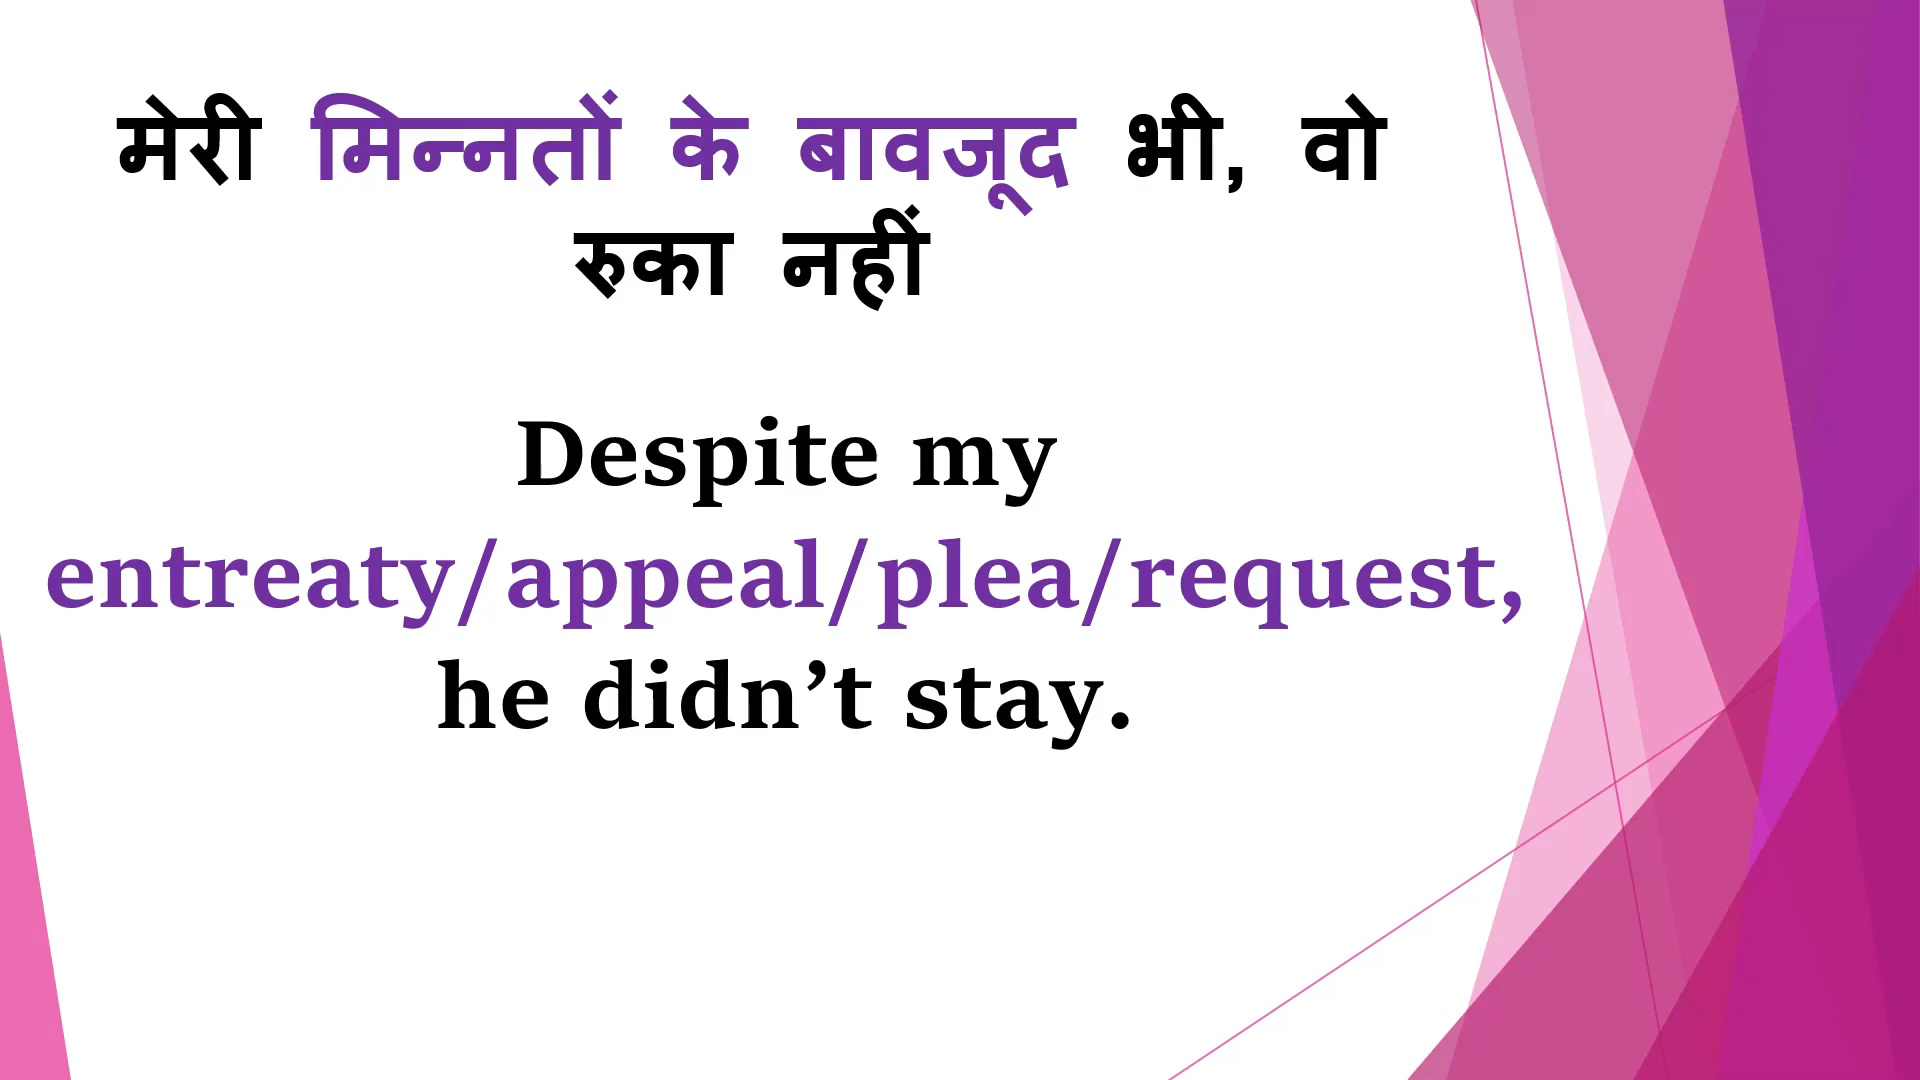 मेरी मिन्नतों के बावजूद भी, वो
रुका नहीं
Despite my
entreaty/appeal/plea/request,
he didn’t stay.